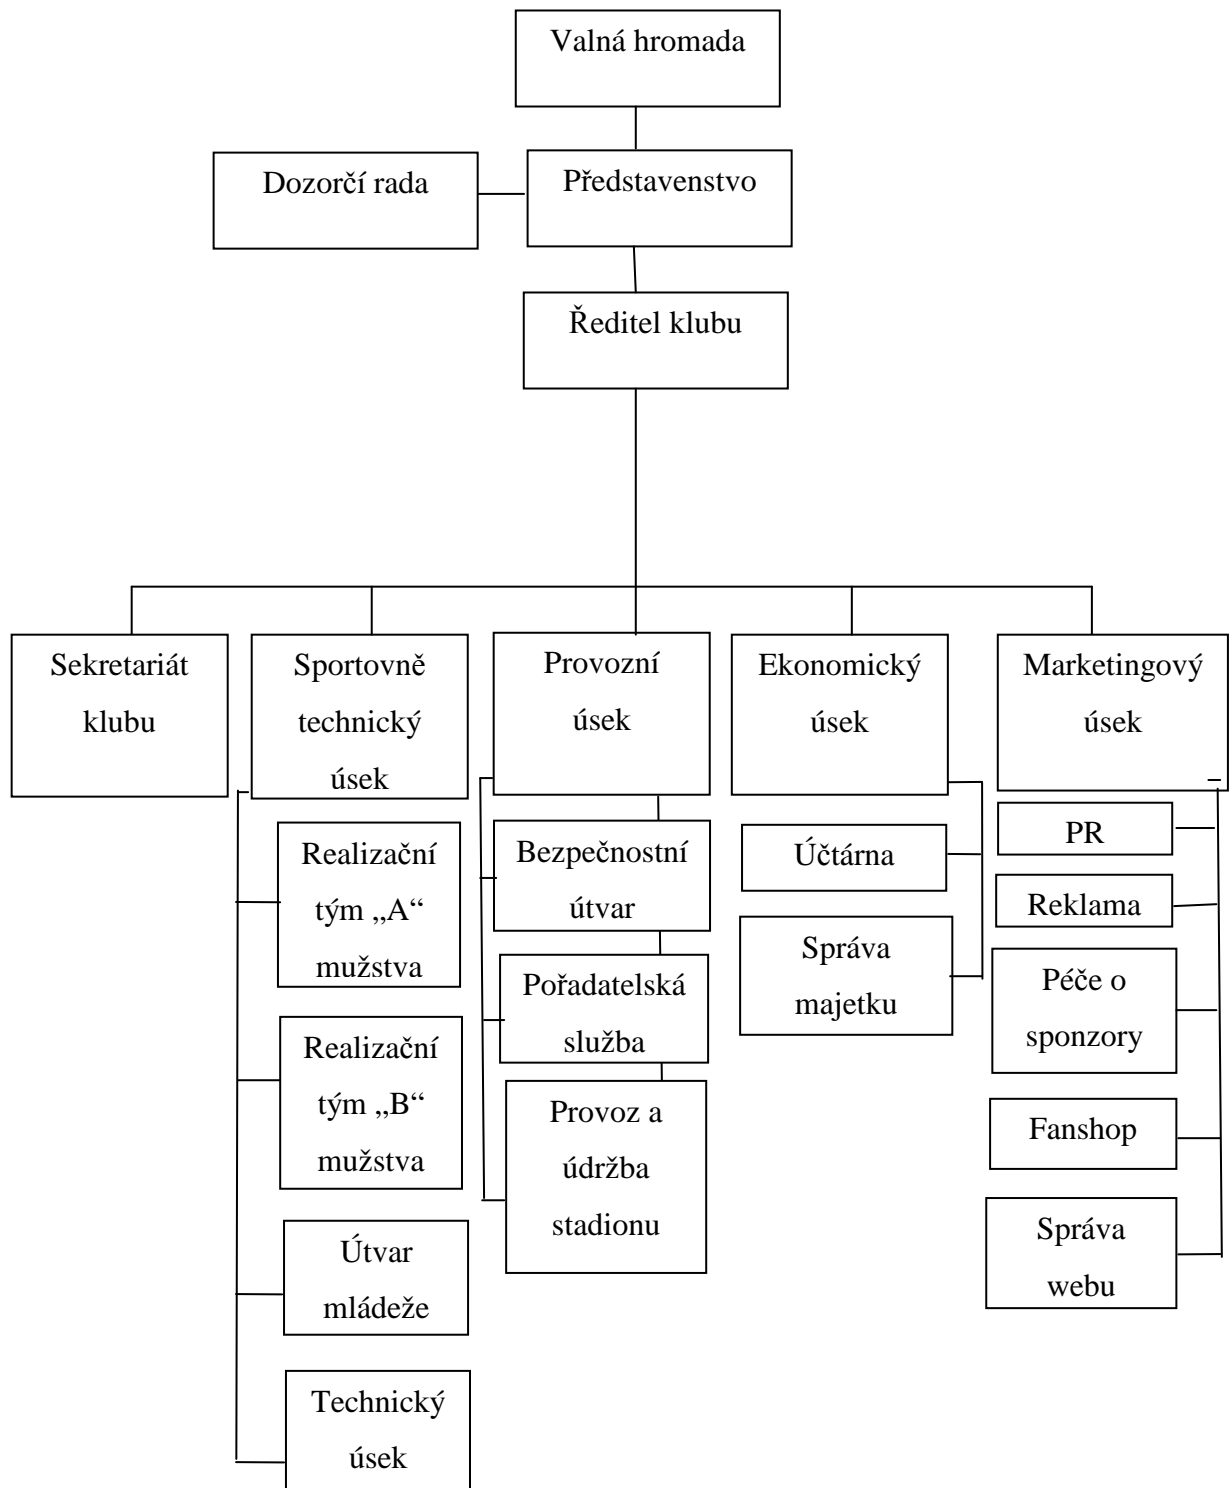 Valná hromada
Dozorčí rada
Představenstvo
Ředitel klubu
Sekretariát
klubu
Sportovně
technický
úsek
Provozní
úsek
Ekonomický
úsek
Marketingový
úsek
Realizační
tým „A“
mužstva
Realizační
tým „B“
mužstva
Útvar
mládeže
Technický
úsek
Bezpečnostní
útvar
Pořadatelská
služba
Provoz a
údržba
stadionu
Účtárna
Správa
majetku
PR
Reklama
Péče o
sponzory
Fanshop
Správa
webu